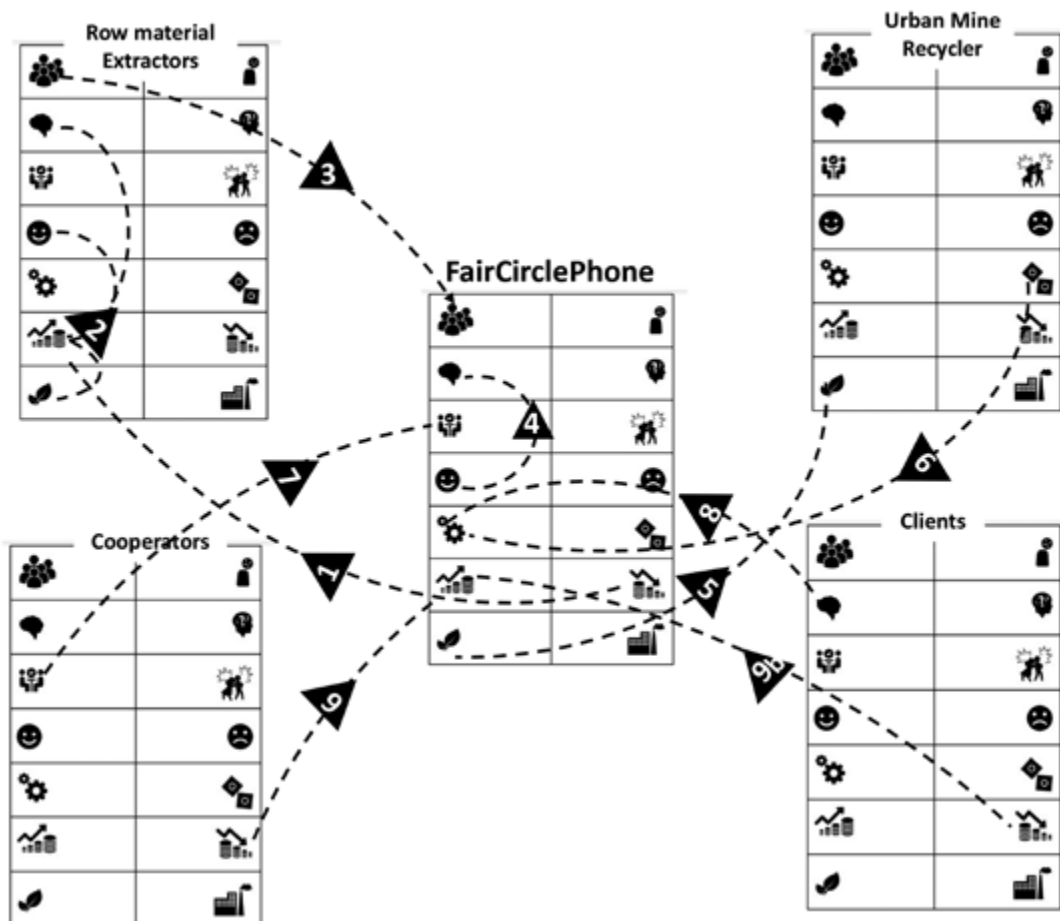 Row material
Extractors
Urban Mine
Recycler
3
FairCirclePhone
2
4
6
7
8
Clients
Cooperators
1
5
9b
9